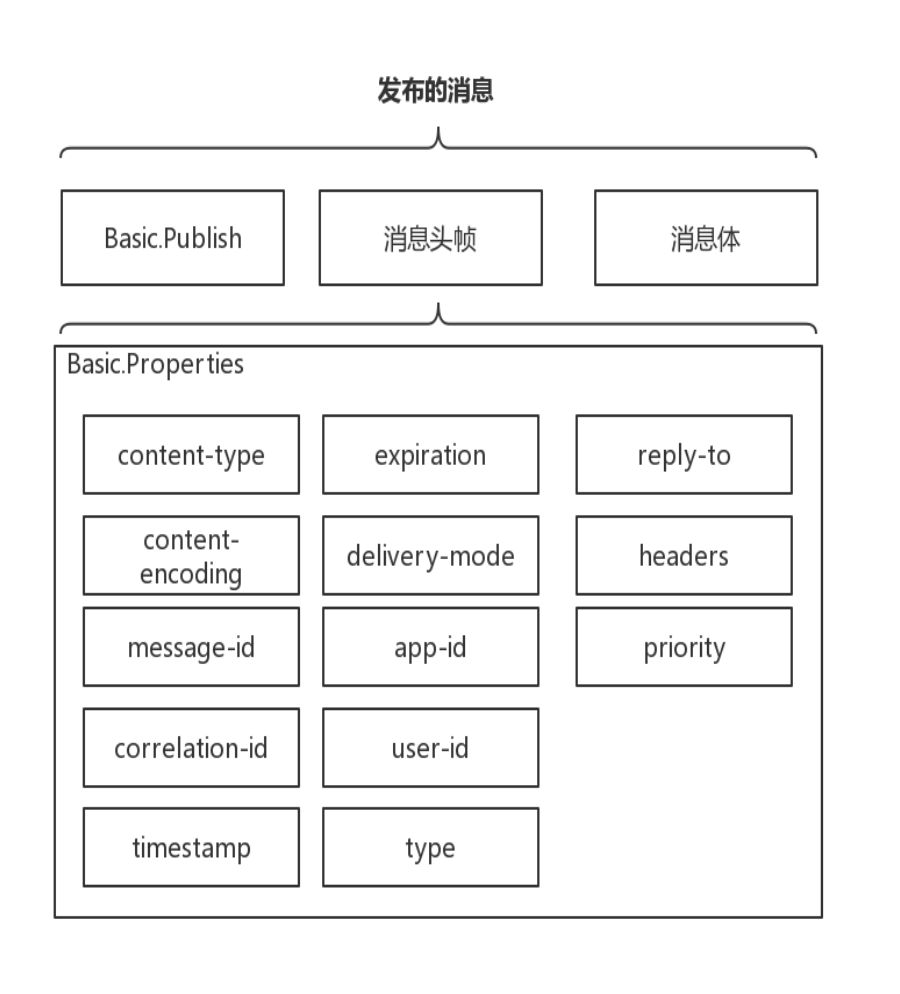 发布的消息
Basic.Publish
消息头帧
消息体
Basic.Properties
content-type
expiration
reply-to
content-
encoding
delivery-mode
headers
message-id
app-id
priority
correlation-id
user-id
timestamp
type